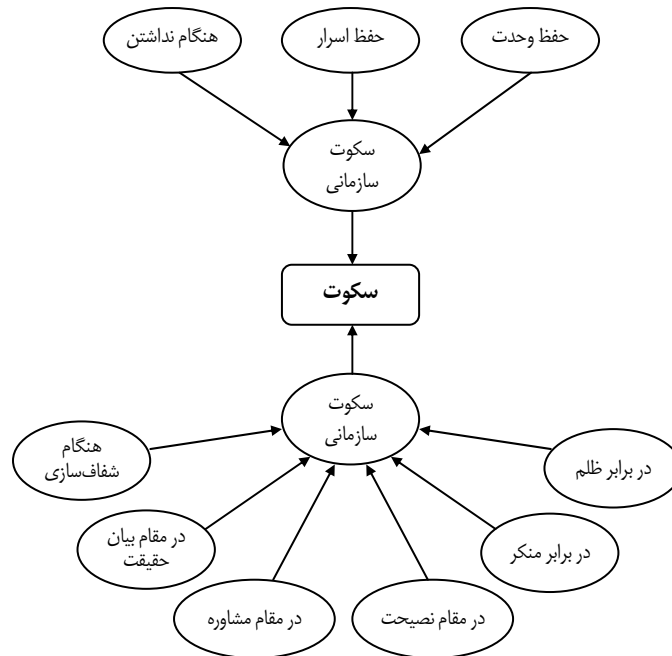 حفظ وحدت
حفظ اسرار
هنگام نداشتن
سکوت
سازمانی
سکوت
سکوت
سازمانی
در برابر ظلم
هنگام
شفاف‌سازی
در برابر منکر
در مقام بیان
حقیقت
در مقام نصیحت
در مقام مشاوره